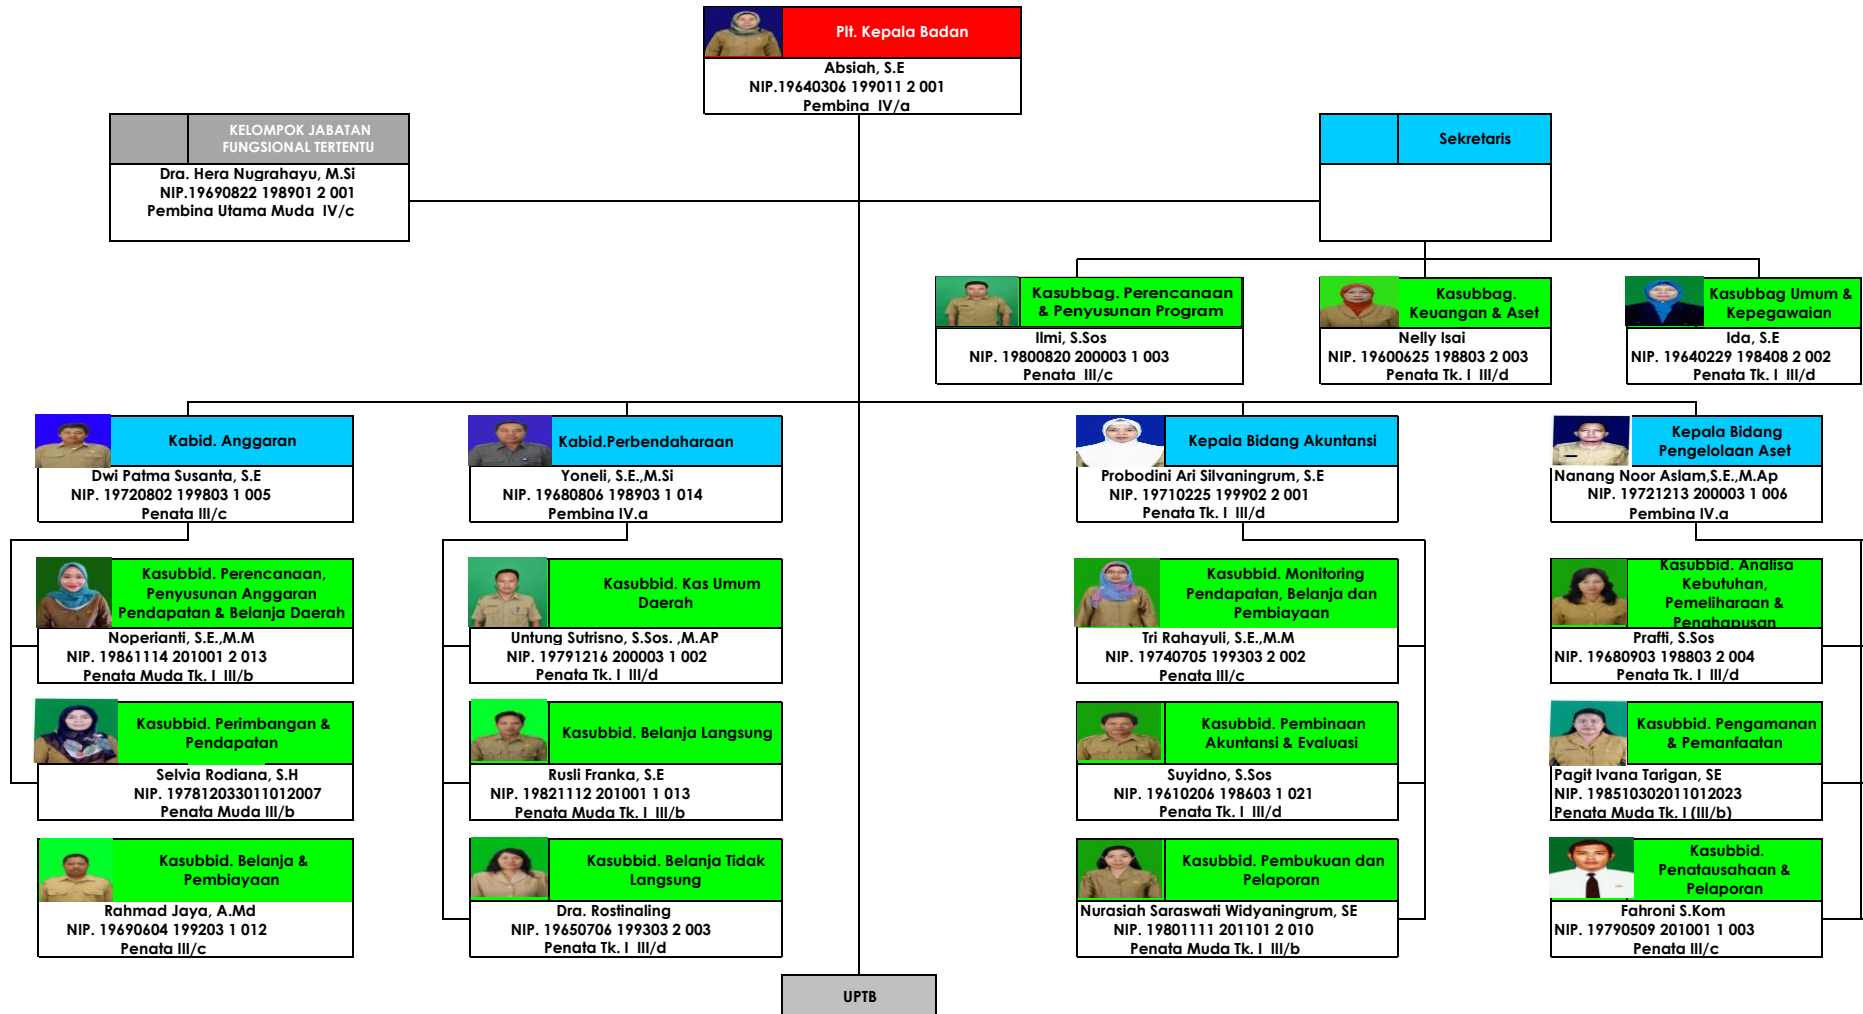 Plt. Kepala Badan
Absiah, S.E
NIP.19640306 199011 2 001
Pembina  IV/a
KELOMPOK JABATAN
FUNGSIONAL TERTENTU
Dra. Hera Nugrahayu, M.Si
NIP.19690822 198901 2 001
Pembina Utama Muda  IV/c
Sekretaris
Kasubbag. Perencanaan
& Penyusunan Program
Ilmi, S.Sos
NIP. 19800820 200003 1 003
Penata  III/c
Kasubbag.
Keuangan & Aset
Nelly Isai
NIP. 19600625 198803 2 003
Penata Tk. I  III/d
Kasubbag Umum &
Kepegawaian
Ida, S.E
NIP. 19640229 198408 2 002
Penata Tk. I  III/d
Kabid. Anggaran
Dwi Patma Susanta, S.E
NIP. 19720802 199803 1 005
Penata III/c
Kabid.Perbendaharaan
Yoneli, S.E.,M.Si
NIP. 19680806 198903 1 014
Pembina IV.a
Kepala Bidang Akuntansi
Probodini Ari Silvaningrum, S.E
NIP. 19710225 199902 2 001
Penata Tk. I  III/d
Kepala Bidang
Pengelolaan Aset
Nanang Noor Aslam,S.E.,M.Ap
NIP. 19721213 200003 1 006
Pembina IV.a
Kasubbid. Perencanaan,
Penyusunan Anggaran
Pendapatan & Belanja Daerah
Noperianti, S.E.,M.M
NIP. 19861114 201001 2 013
Penata Muda Tk. I  III/b
Kasubbid. Kas Umum
Daerah
Untung Sutrisno, S.Sos. ,M.AP
NIP. 19791216 200003 1 002
Penata Tk. I  III/d
Kasubbid. Monitoring
Pendapatan, Belanja dan
Pembiayaan
Tri Rahayuli, S.E.,M.M
NIP. 19740705 199303 2 002
Penata III/c
Kasubbid. Analisa
Kebutuhan,
Pemeliharaan &
Penghapusan
Prafti, S.Sos
NIP. 19680903 198803 2 004
Penata Tk. I  III/d
Kasubbid. Perimbangan &
Pendapatan
Selvia Rodiana, S.H
NIP. 197812033011012007
Penata Muda III/b
Kasubbid. Belanja Langsung
Rusli Franka, S.E
NIP. 19821112 201001 1 013
Penata Muda Tk. I  III/b
Kasubbid. Pembinaan
Akuntansi & Evaluasi
Suyidno, S.Sos
NIP. 19610206 198603 1 021
Penata Tk. I  III/d
Kasubbid. Pengamanan
& Pemanfaatan
Pagit Ivana Tarigan, SE
NIP. 198510302011012023
Penata Muda Tk. I (III/b)
Kasubbid. Belanja &
Pembiayaan
Rahmad Jaya, A.Md
NIP. 19690604 199203 1 012
Penata III/c
Kasubbid. Belanja Tidak
Langsung
Dra. Rostinaling
NIP. 19650706 199303 2 003
Penata Tk. I  III/d
Kasubbid. Pembukuan dan
Pelaporan
Nurasiah Saraswati Widyaningrum, SE
NIP. 19801111 201101 2 010
Penata Muda Tk. I  III/b
Kasubbid.
Penatausahaan &
Pelaporan
Fahroni S.Kom
NIP. 19790509 201001 1 003
Penata III/c
UPTB